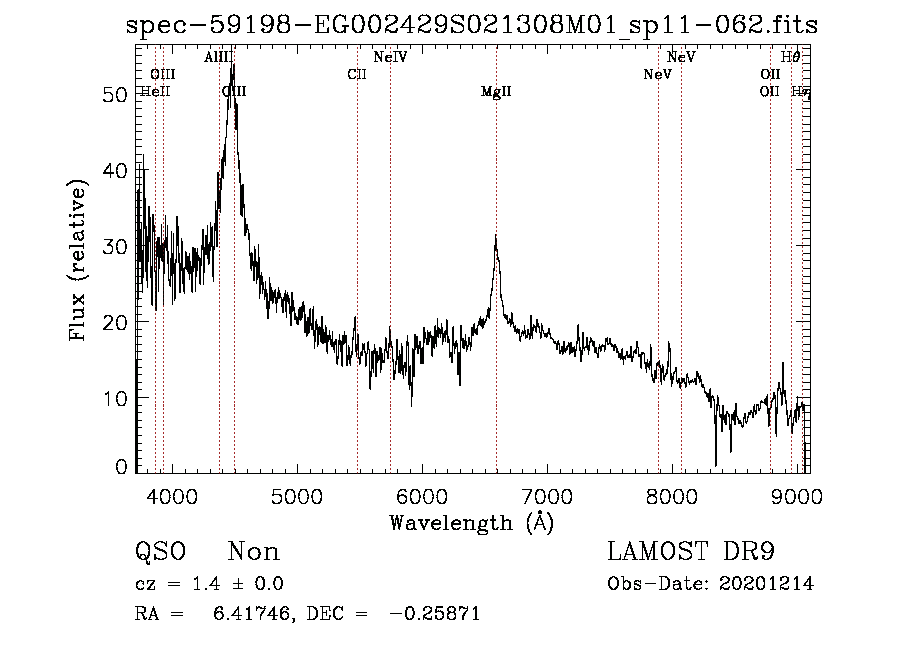 spec-59198-EG002429S021308M01_sp11-062.fits
AlIII NeIV NeV Hθ
OIII CII NeV OII
HeII CIII MgII OII Hη
50
40
30
20
10
0
Flux (relative)
4000 5000 6000 7000 8000 9000
Wavelength (Å)
QSO Non LAMOST DR9
cz = 1.4 ± 0.0 Obs-Date: 20201214
RA = 6.41746, DEC = -0.25871